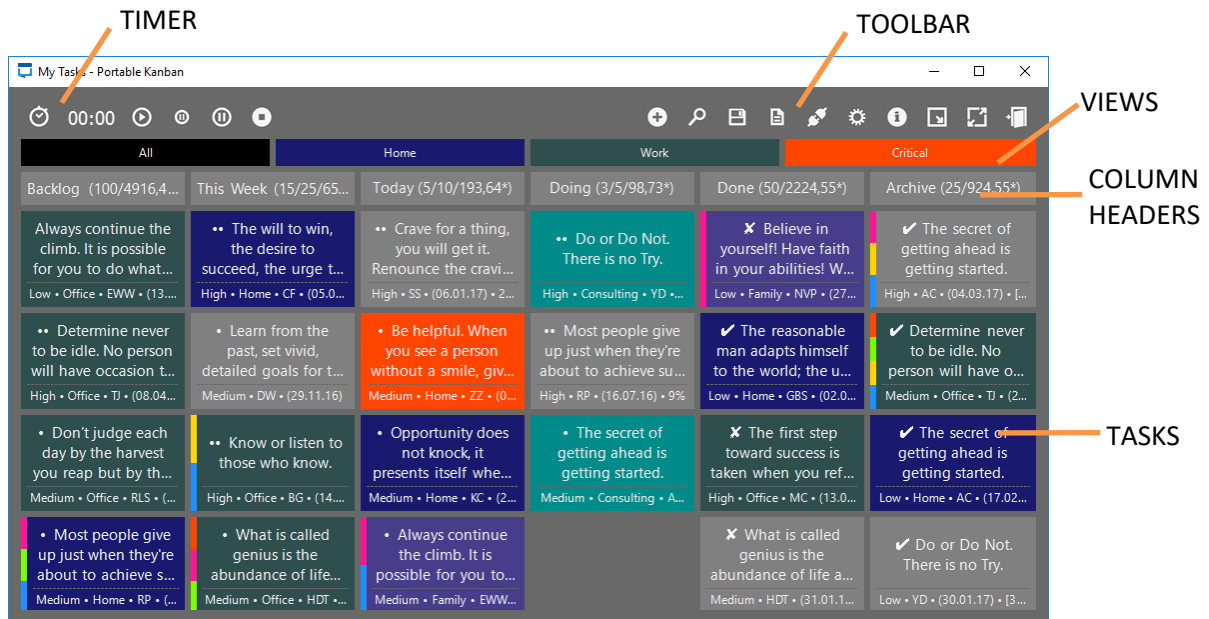 TIMER
TOOLBAR
My Tasks - Portable Kanban
00:00
VIEWS
All
Home
Work
Critical
COLUMN
HEADERS
Backlog (100/4916,4...
This Week (15/25/65...
Today (5/10/193,64*)
Doing (3/5/98,73*)
Done (50/2224,55*)
Archive (25/924,55*)
Always continue the
climb. It is possible
for you to do what...
Low • Office • EWW • (13....
•• The will to win,
the desire to
succeed, the urge t...
High • Home • CF • (05.0...
•• Crave for a thing,
you will get it.
Renounce the cravi...
High • SS • (06.01.17) • 2...
•• Do or Do Not.
There is no Try.
High • Consulting • YD •...
✘ Believe in
yourself! Have faith
in your abilities! W...
Low • Family • NVP • (27...
✔ The secret of
getting ahead is
getting started.
High • AC • (04.03.17) • [...
•• Determine never
to be idle. No person
will have occasion t...
High • Office • TJ • (08.04...
• Learn from the
past, set vivid,
detailed goals for t...
Medium • DW • (29.11.16)
• Be helpful. When
you see a person
without a smile, giv...
Medium • Home • ZZ • (0...
•• Most people give
up just when they're
about to achieve su...
High • RP • (16.07.16) • 9%
✔ The reasonable
man adapts himself
to the world; the u...
Low • Home • GBS • (02.0...
✔ Determine never
to be idle. No
person will have o...
Medium • Office • TJ • (2...
• Don't judge each
day by the harvest
you reap but by th...
Medium • Office • RLS • (...
•• Know or listen to
those who know.
High • Office • BG • (14....
• Opportunity does
not knock, it
presents itself whe...
Medium • Home • KC • (2...
• The secret of
getting ahead is
getting started.
Medium • Consulting • A...
✘ The first step
toward success is
taken when you ref...
High • Office • MC • (13.0...
✔ The secret of
getting ahead is
getting started.
Low • Home • AC • (17.02...
TASKS
• Most people give
up just when they're
about to achieve s...
Medium • Home • RP • (...
• What is called
genius is the
abundance of life...
Medium • Office • HDT •...
• Always continue
the climb. It is
possible for you to...
Medium • Family • EWW...
✘ What is called
genius is the
abundance of life a...
Medium • HDT • (31.01.1...
✔ Do or Do Not.
There is no Try.
Low • YD • (30.01.17) • [3...